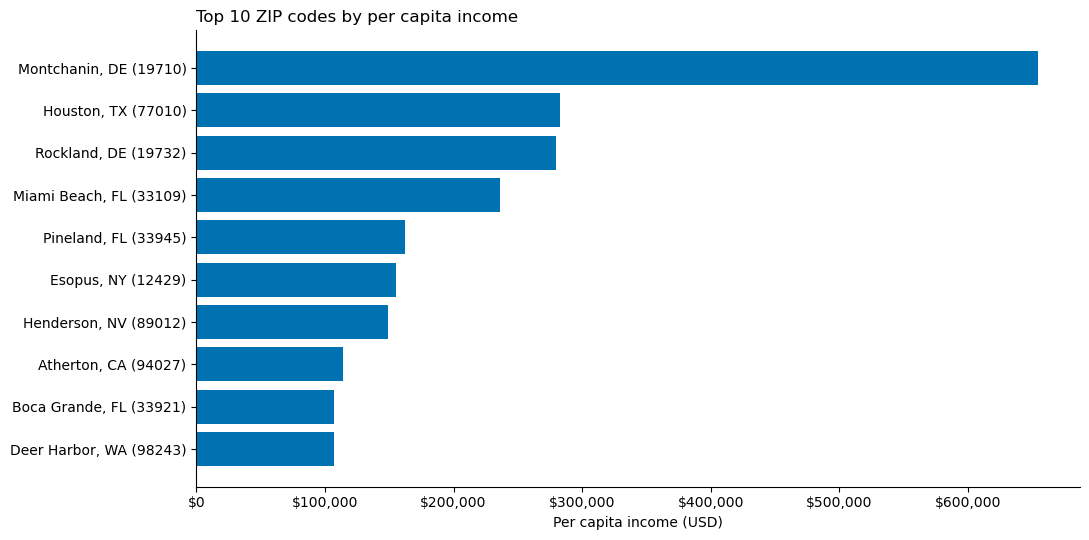 Top 10 ZIP codes by per capita income
Montchanin, DE (19710)
Houston, TX (77010)
Rockland, DE (19732)
Miami Beach, FL (33109)
Pineland, FL (33945)
Esopus, NY (12429)
Henderson, NV (89012)
Atherton, CA (94027)
Boca Grande, FL (33921)
Deer Harbor, WA (98243)
$0 $100,000 $200,000 $300,000 $400,000 $500,000 $600,000
Per capita income (USD)